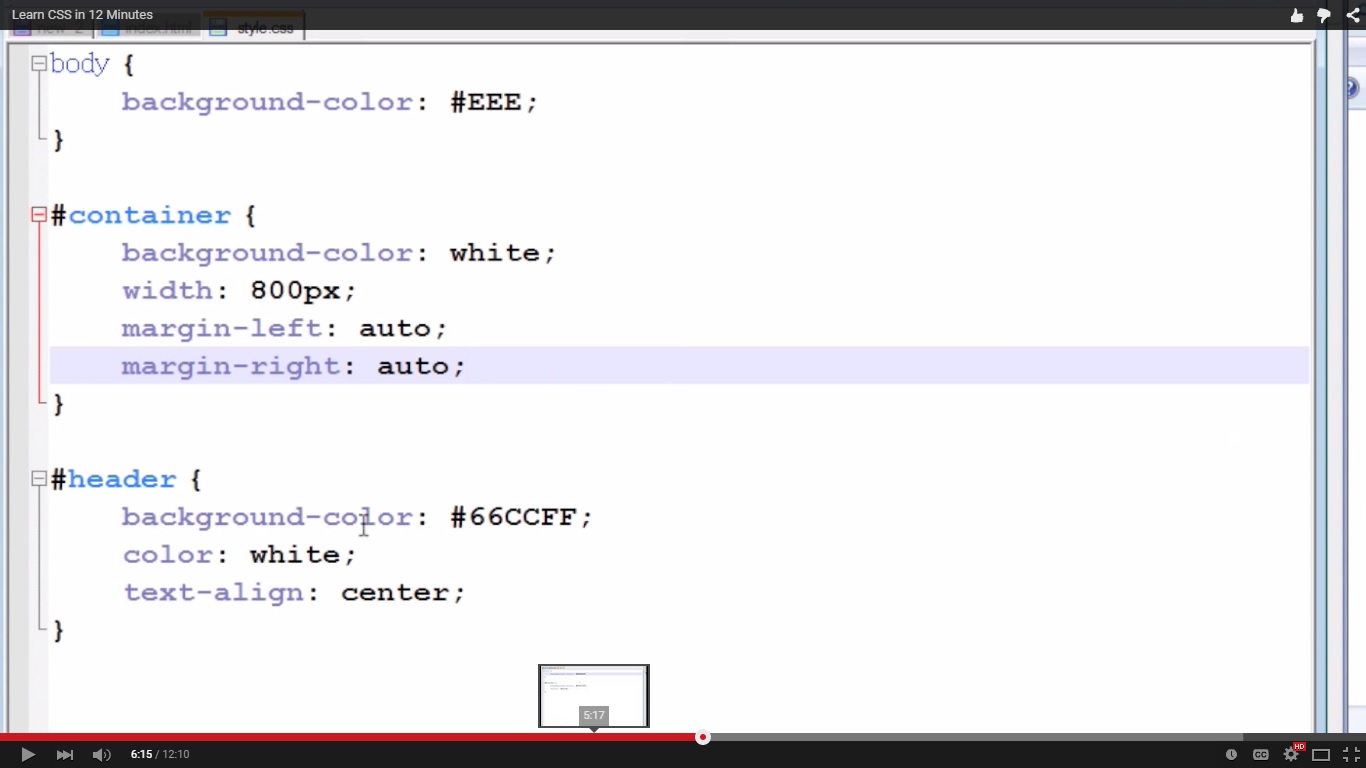 Learn CSS in 12 Minutes
new 2 index.html style.css
body {
background-color: #EEE;
}
#container {
background-color: white;
width: 800px;
margin-left: auto;
margin-right: auto;
}
#header {
background-color: #66CCFF;
color: white;
text-align: center;
}
5:17
6:15 / 12:10
CC
HD